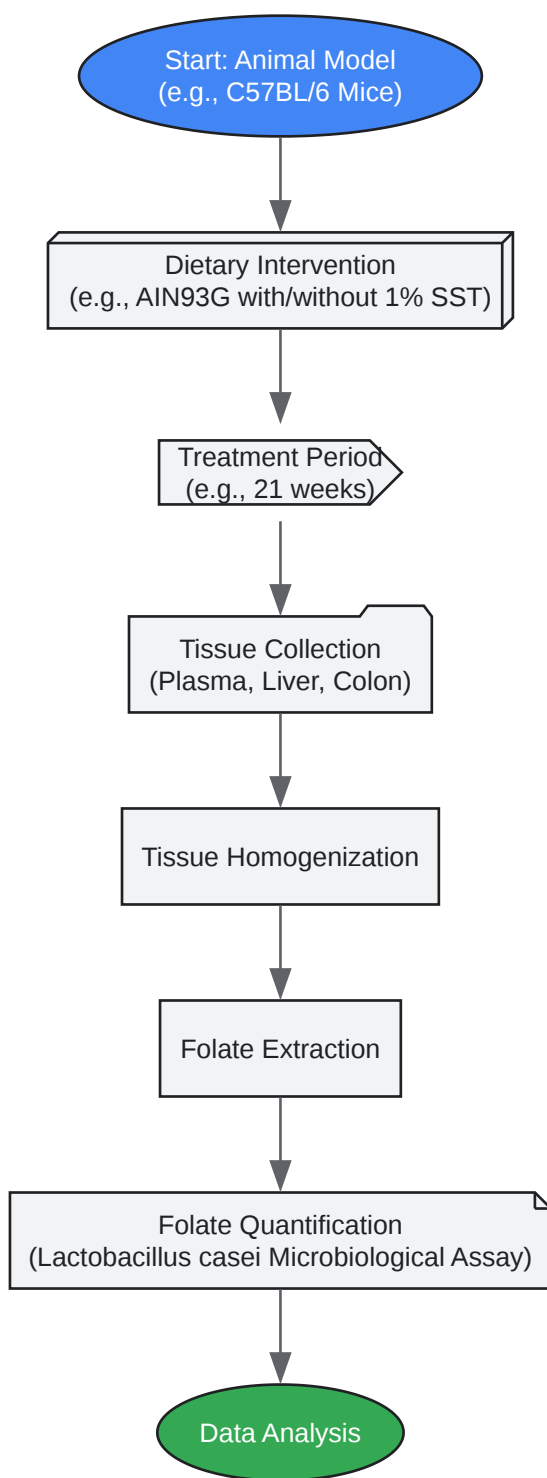 Start: Animal Model
(e.g., C57BL/6 Mice)
Dietary Intervention
(e.g., AIN93G with/without 1% SST)
Treatment Period
(e.g., 21 weeks)
Tissue Collection
(Plasma, Liver, Colon)
Tissue Homogenization
Folate Extraction
Folate Quantification
(Lactobacillus casei Microbiological Assay)
Data Analysis